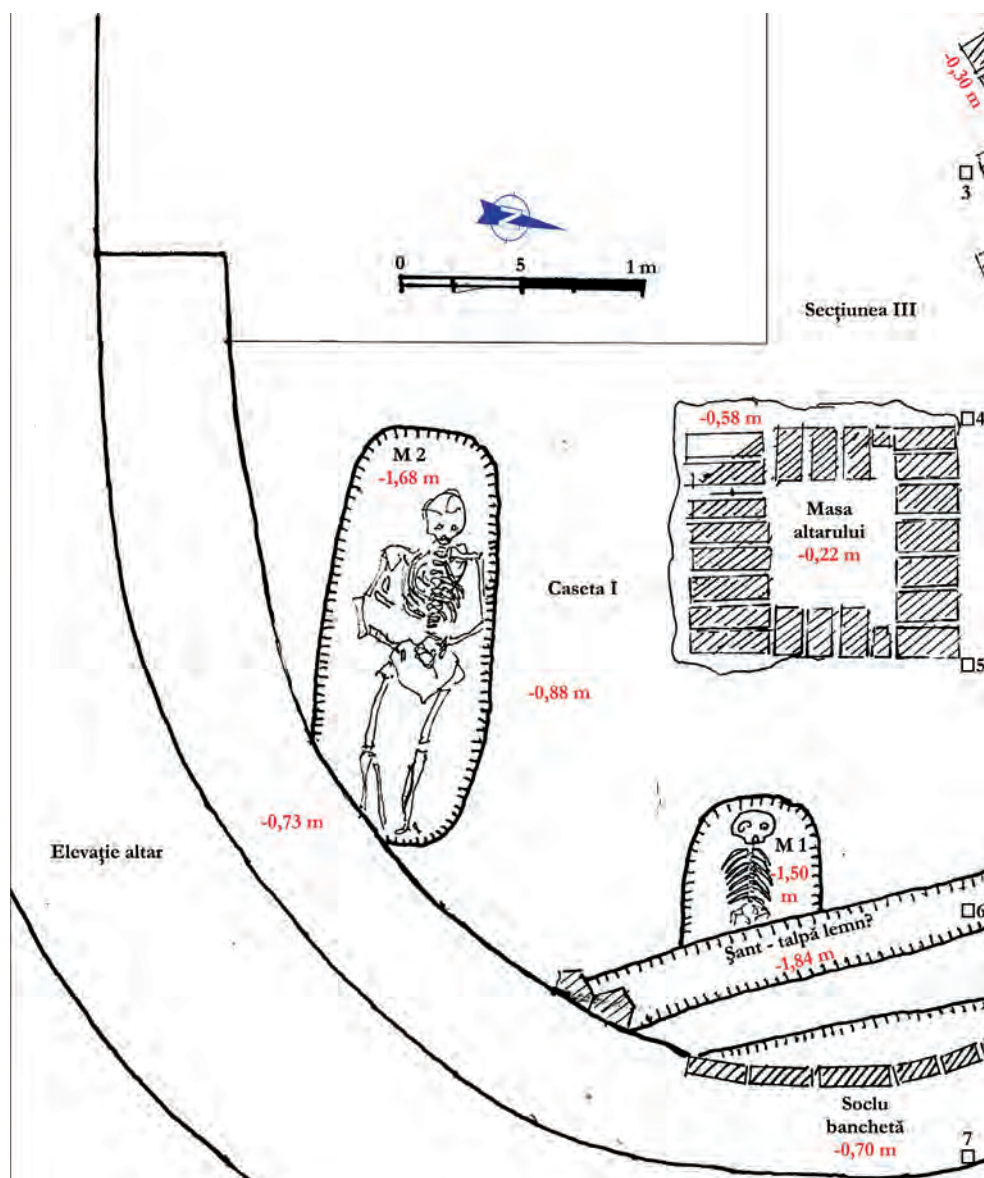 -0,30 m
3
N
0 5 1 m
Secțiunea III
4
-0,58 m
M 2
-1,68 m
Masa
altarului
-0,22 m
Caseta I
5
-0,88 m
-0,73 m
Elevație altar
M 1
-1,50
m
6
Șant - talpă lemn?
-1,84 m
Soclu
banchetă
-0,70 m
7